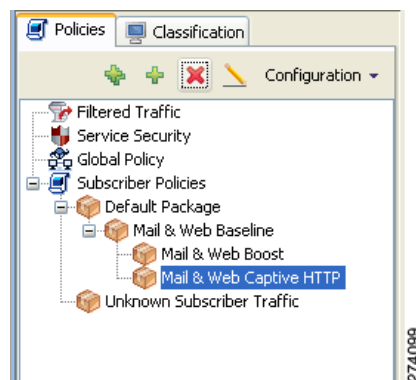 Policies Classification
Configuration
Filtered Traffic
Service Security
Global Policy
Subscriber Policies
Default Package
Mail & Web Baseline
Mail & Web Boost
Mail & Web Captive HTTP
Unknown Subscriber Traffic
274099